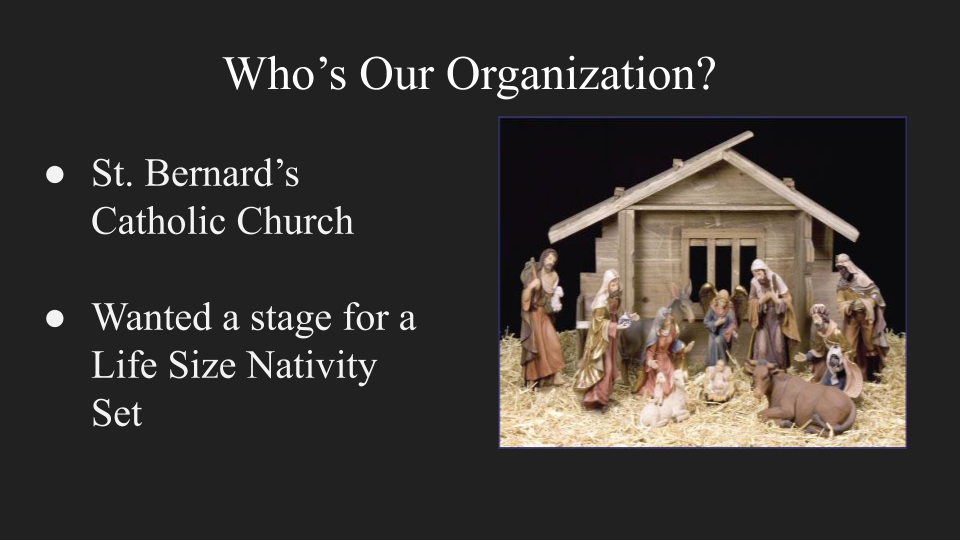 Who’s Our Organization?
● St. Bernard’s
Catholic Church
● Wanted a stage for a
Life Size Nativity
Set